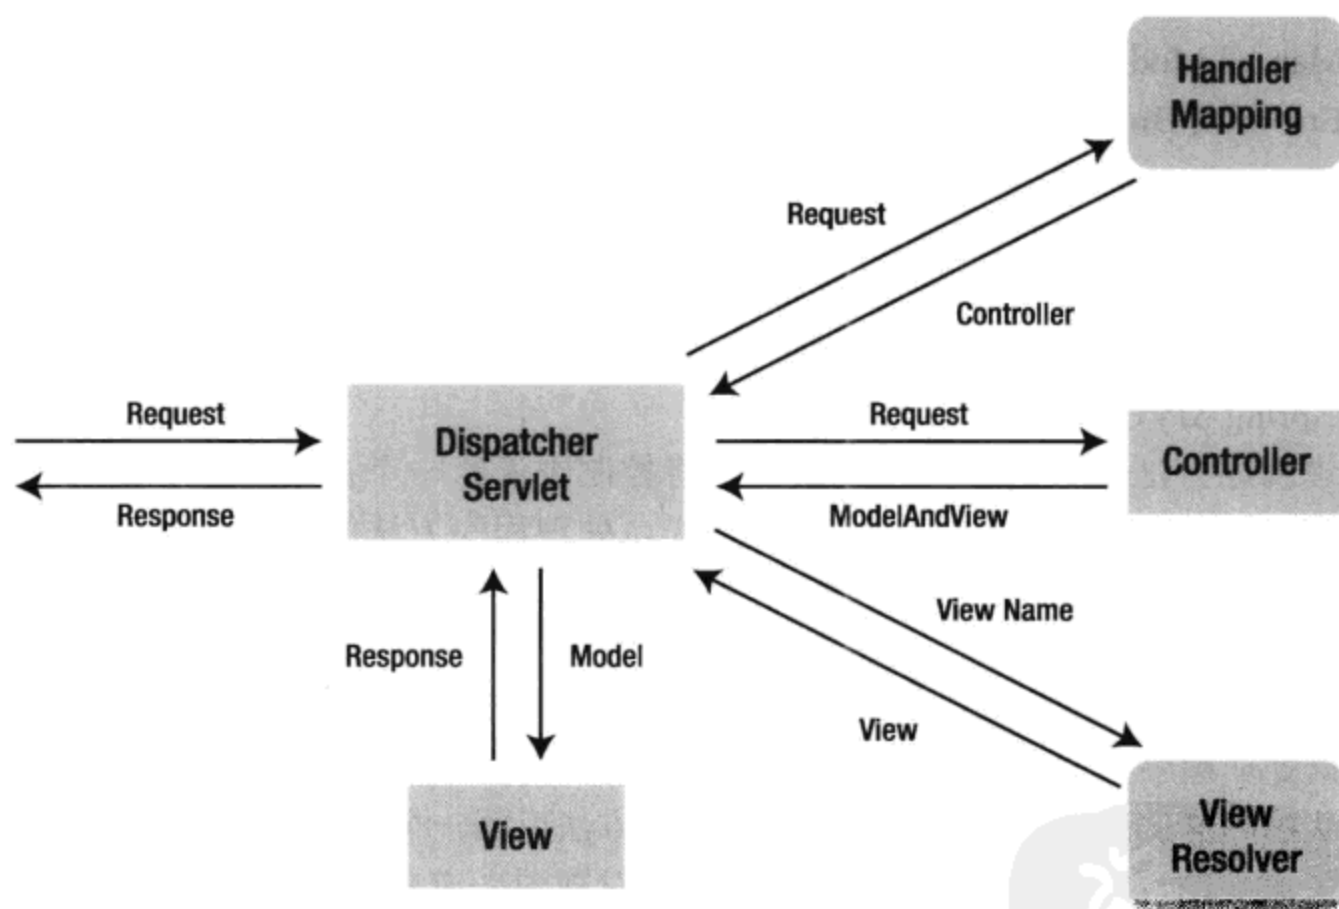 Handler
Mapping
Request
Controller
Request
Response
Dispatcher
Servlet
Request
ModelAndView
Controller
Response
Model
View Name
View
View
View
Resolver